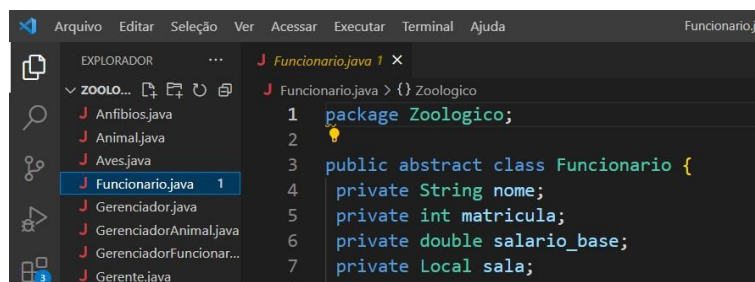 Arquivo Editar Seleção Ver Acessar Executar Terminal Ajuda Funcionario.j
EXPLORADOR ...
ZOOLO...
J Anfibios.java
J Animal.java
J Aves.java
J Funcionario.java 1
J Gerenciador.java
J GerenciadorAnimal.java
J GerenciadorFuncionar...
J Gerente.java
3
J Funcionario.java 1 ×
J Funcionario.java > {} Zoologico
1 package Zoologico;
2
3 public abstract class Funcionario {
4 private String nome;
5 private int matricula;
6 private double salario_base;
7 private Local sala;